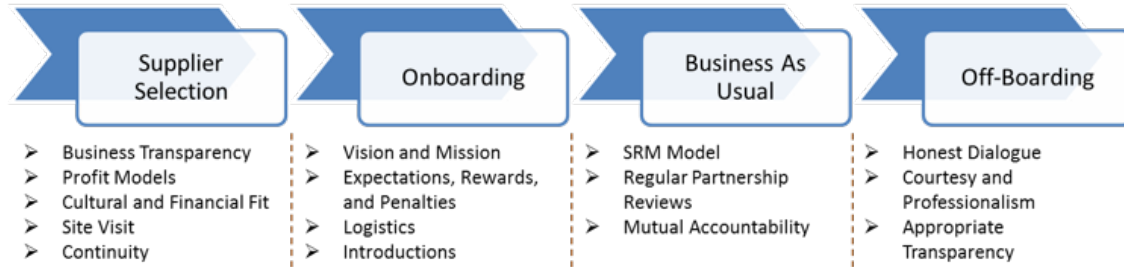 Supplier
Selection
Onboarding
Business As
Usual
Off-Boarding
➢ Business Transparency
➢ Profit Models
➢ Cultural and Financial Fit
➢ Site Visit
➢ Continuity
➢ Vision and Mission
➢ Expectations, Rewards,
and Penalties
➢ Logistics
➢ Introductions
➢ SRM Model
➢ Regular Partnership
Reviews
➢ Mutual Accountability
➢ Honest Dialogue
➢ Courtesy and
Professionalism
➢ Appropriate
Transparency